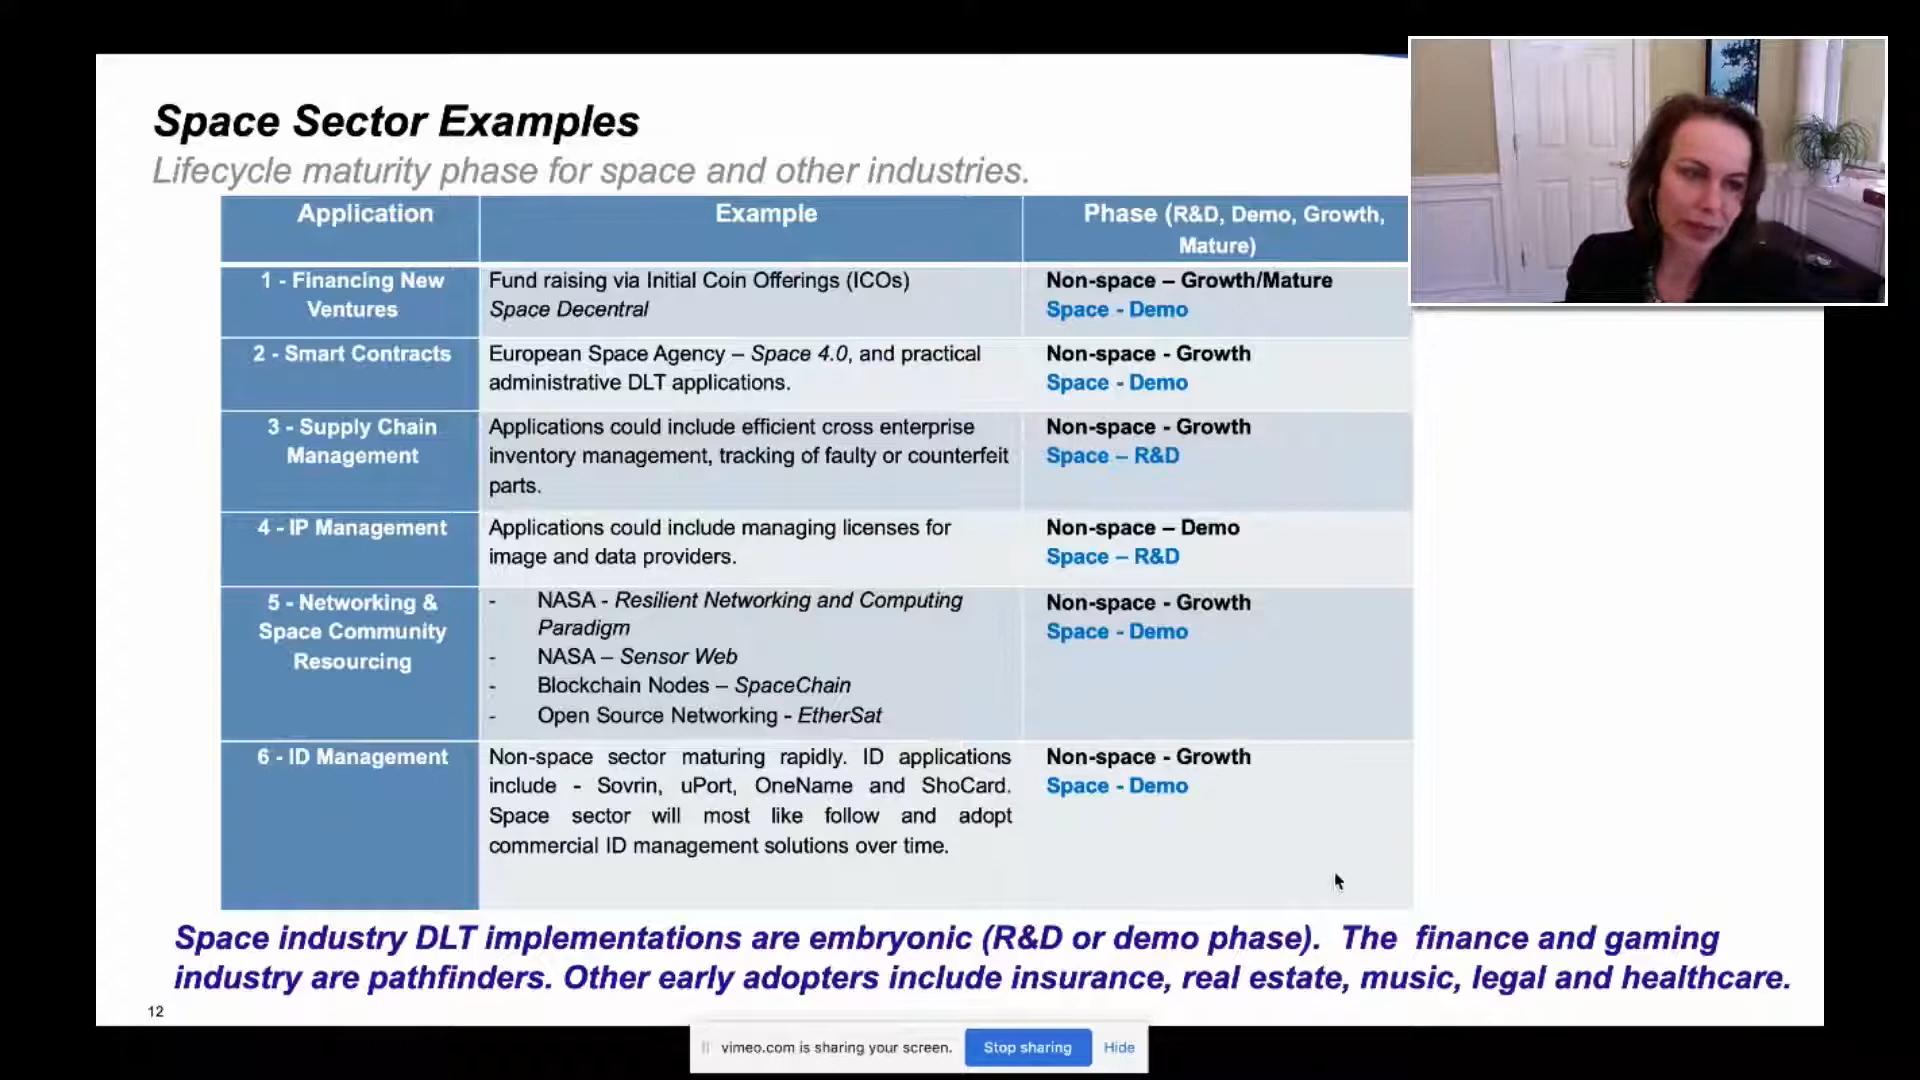 Space Sector Examples
Lifecycle maturity phase for space and other industries.
Application
Example
Phase (R&D, Demo, Growth,
Mature)
1 - Financing New
Ventures
Fund raising via Initial Coin Offerings (ICOs)
Space Decentral
Non-space – Growth/Mature
Space - Demo
2 - Smart Contracts
European Space Agency – Space 4.0, and practical
administrative DLT applications.
Non-space - Growth
Space - Demo
3 - Supply Chain
Management
Applications could include efficient cross enterprise
inventory management, tracking of faulty or counterfeit
parts.
Non-space - Growth
Space – R&D
4 - IP Management
Applications could include managing licenses for
image and data providers.
Non-space – Demo
Space – R&D
5 - Networking &
Space Community
Resourcing
- NASA - Resilient Networking and Computing
Paradigm
- NASA – Sensor Web
- Blockchain Nodes – SpaceChain
- Open Source Networking - EtherSat
Non-space - Growth
Space - Demo
6 - ID Management
Non-space sector maturing rapidly. ID applications
include - Sovrin, uPort, OneName and ShoCard.
Space sector will most like follow and adopt
commercial ID management solutions over time.
Non-space - Growth
Space - Demo
Space industry DLT implementations are embryonic (R&D or demo phase). The finance and gaming
industry are pathfinders. Other early adopters include insurance, real estate, music, legal and healthcare.
12
vimeo.com is sharing your screen.
Stop sharing
Hide